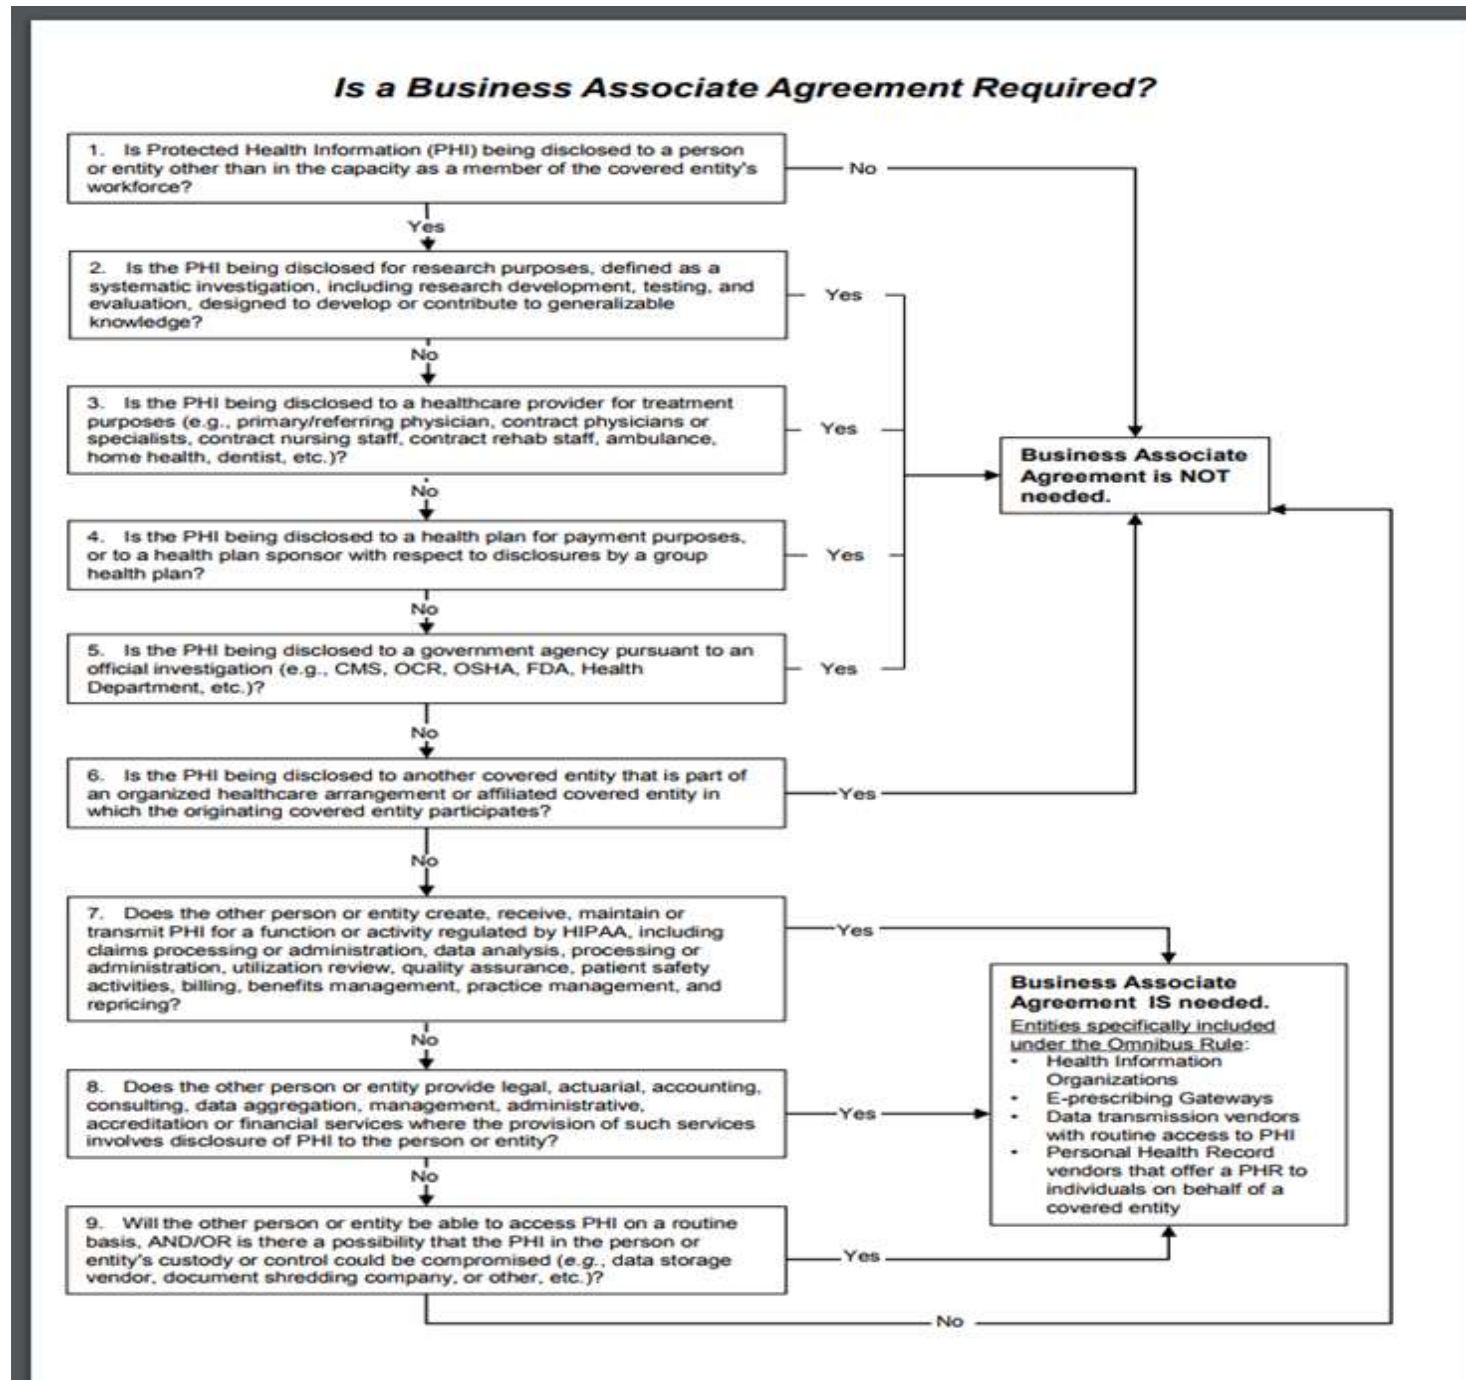 Is a Business Associate Agreement Required?
1. Is Protected Health Information (PHI) being disclosed to a person
or entity other than in the capacity as a member of the covered entity's
workforce?
No
Yes
2. Is the PHI being disclosed for research purposes, defined as a
systematic investigation, including research development, testing, and
evaluation, designed to develop or contribute to generalizable
knowledge?
Yes
No
3. Is the PHI being disclosed to a healthcare provider for treatment
purposes (e.g., primary/referring physician, contract physicians or
specialists, contract nursing staff, contract rehab staff, ambulance,
home health, dentist, etc.)?
Yes
Business Associate
Agreement is NOT
needed.
No
4. Is the PHI being disclosed to a health plan for payment purposes,
or to a health plan sponsor with respect to disclosures by a group
health plan?
Yes
No
5. Is the PHI being disclosed to a government agency pursuant to an
official investigation (e.g., CMS, OCR, OSHA, FDA, Health
Department, etc.)?
Yes
No
6. Is the PHI being disclosed to another covered entity that is part of
an organized healthcare arrangement or affiliated covered entity in
which the originating covered entity participates?
Yes
No
7. Does the other person or entity create, receive, maintain or
transmit PHI for a function or activity regulated by HIPAA, including
claims processing or administration, data analysis, processing or
administration, utilization review, quality assurance, patient safety
activities, billing, benefits management, practice management, and
repricing?
Yes
No
Business Associate
Agreement IS needed.
Entities specifically included
under the Omnibus Rule:
• Health Information
Organizations
• E-prescribing Gateways
• Data transmission vendors
with routine access to PHI
• Personal Health Record
vendors that offer a PHR to
individuals on behalf of a
covered entity
8. Does the other person or entity provide legal, actuarial, accounting,
consulting, data aggregation, management, administrative,
accreditation or financial services where the provision of such services
involves disclosure of PHI to the person or entity?
Yes
No
9. Will the other person or entity be able to access PHI on a routine
basis, AND/OR is there a possibility that the PHI in the person or
entity's custody or control could be compromised (e.g., data storage
vendor, document shredding company, or other, etc.)?
Yes
No